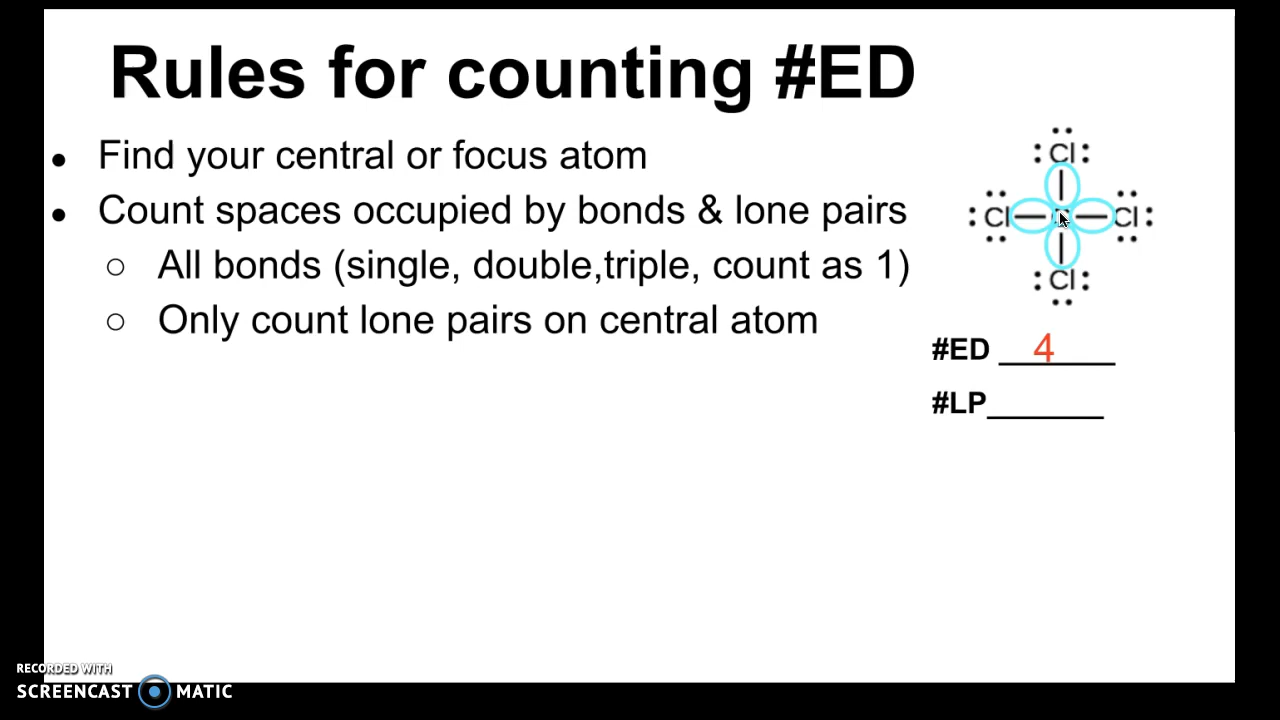 Rules for counting #ED
● Find your central or focus atom
● Count spaces occupied by bonds & lone pairs
○ All bonds (single, double,triple, count as 1)
○ Only count lone pairs on central atom
Cl
Cl Cl
Cl
#ED 4
#LP
RECORDED WITH
SCREENCAST MATIC